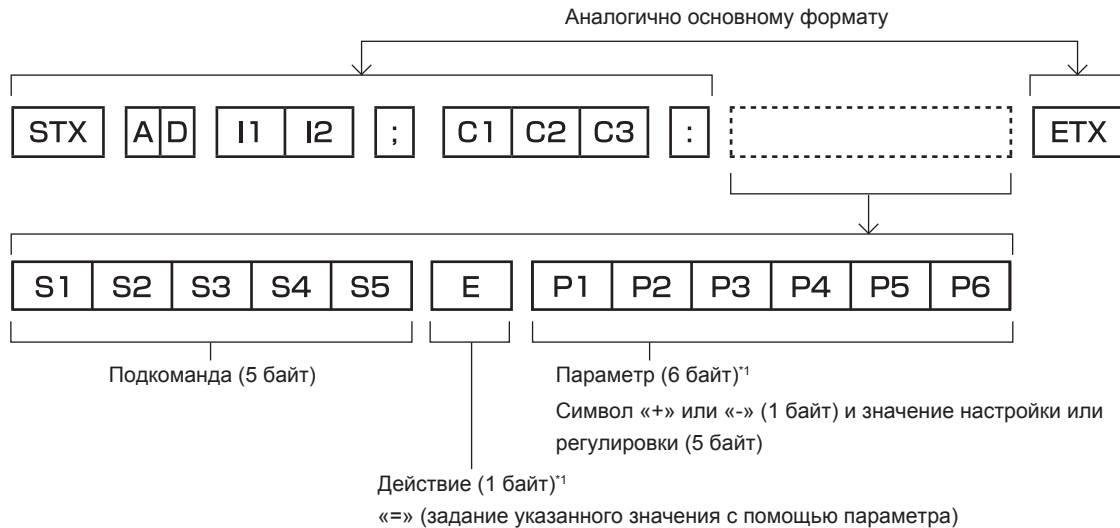 Аналогично основному формату
STX A D I1 I2 ; C1 C2 C3 : ETX
S1 S2 S3 S4 S5 E P1 P2 P3 P4 P5 P6
Подкоманда (5 байт)
Параметр (6 байт)*1
Символ «+» или «-» (1 байт) и значение настройки или
регулировки (5 байт)
Действие (1 байт)*1
«=» (задание указанного значения с помощью параметра)